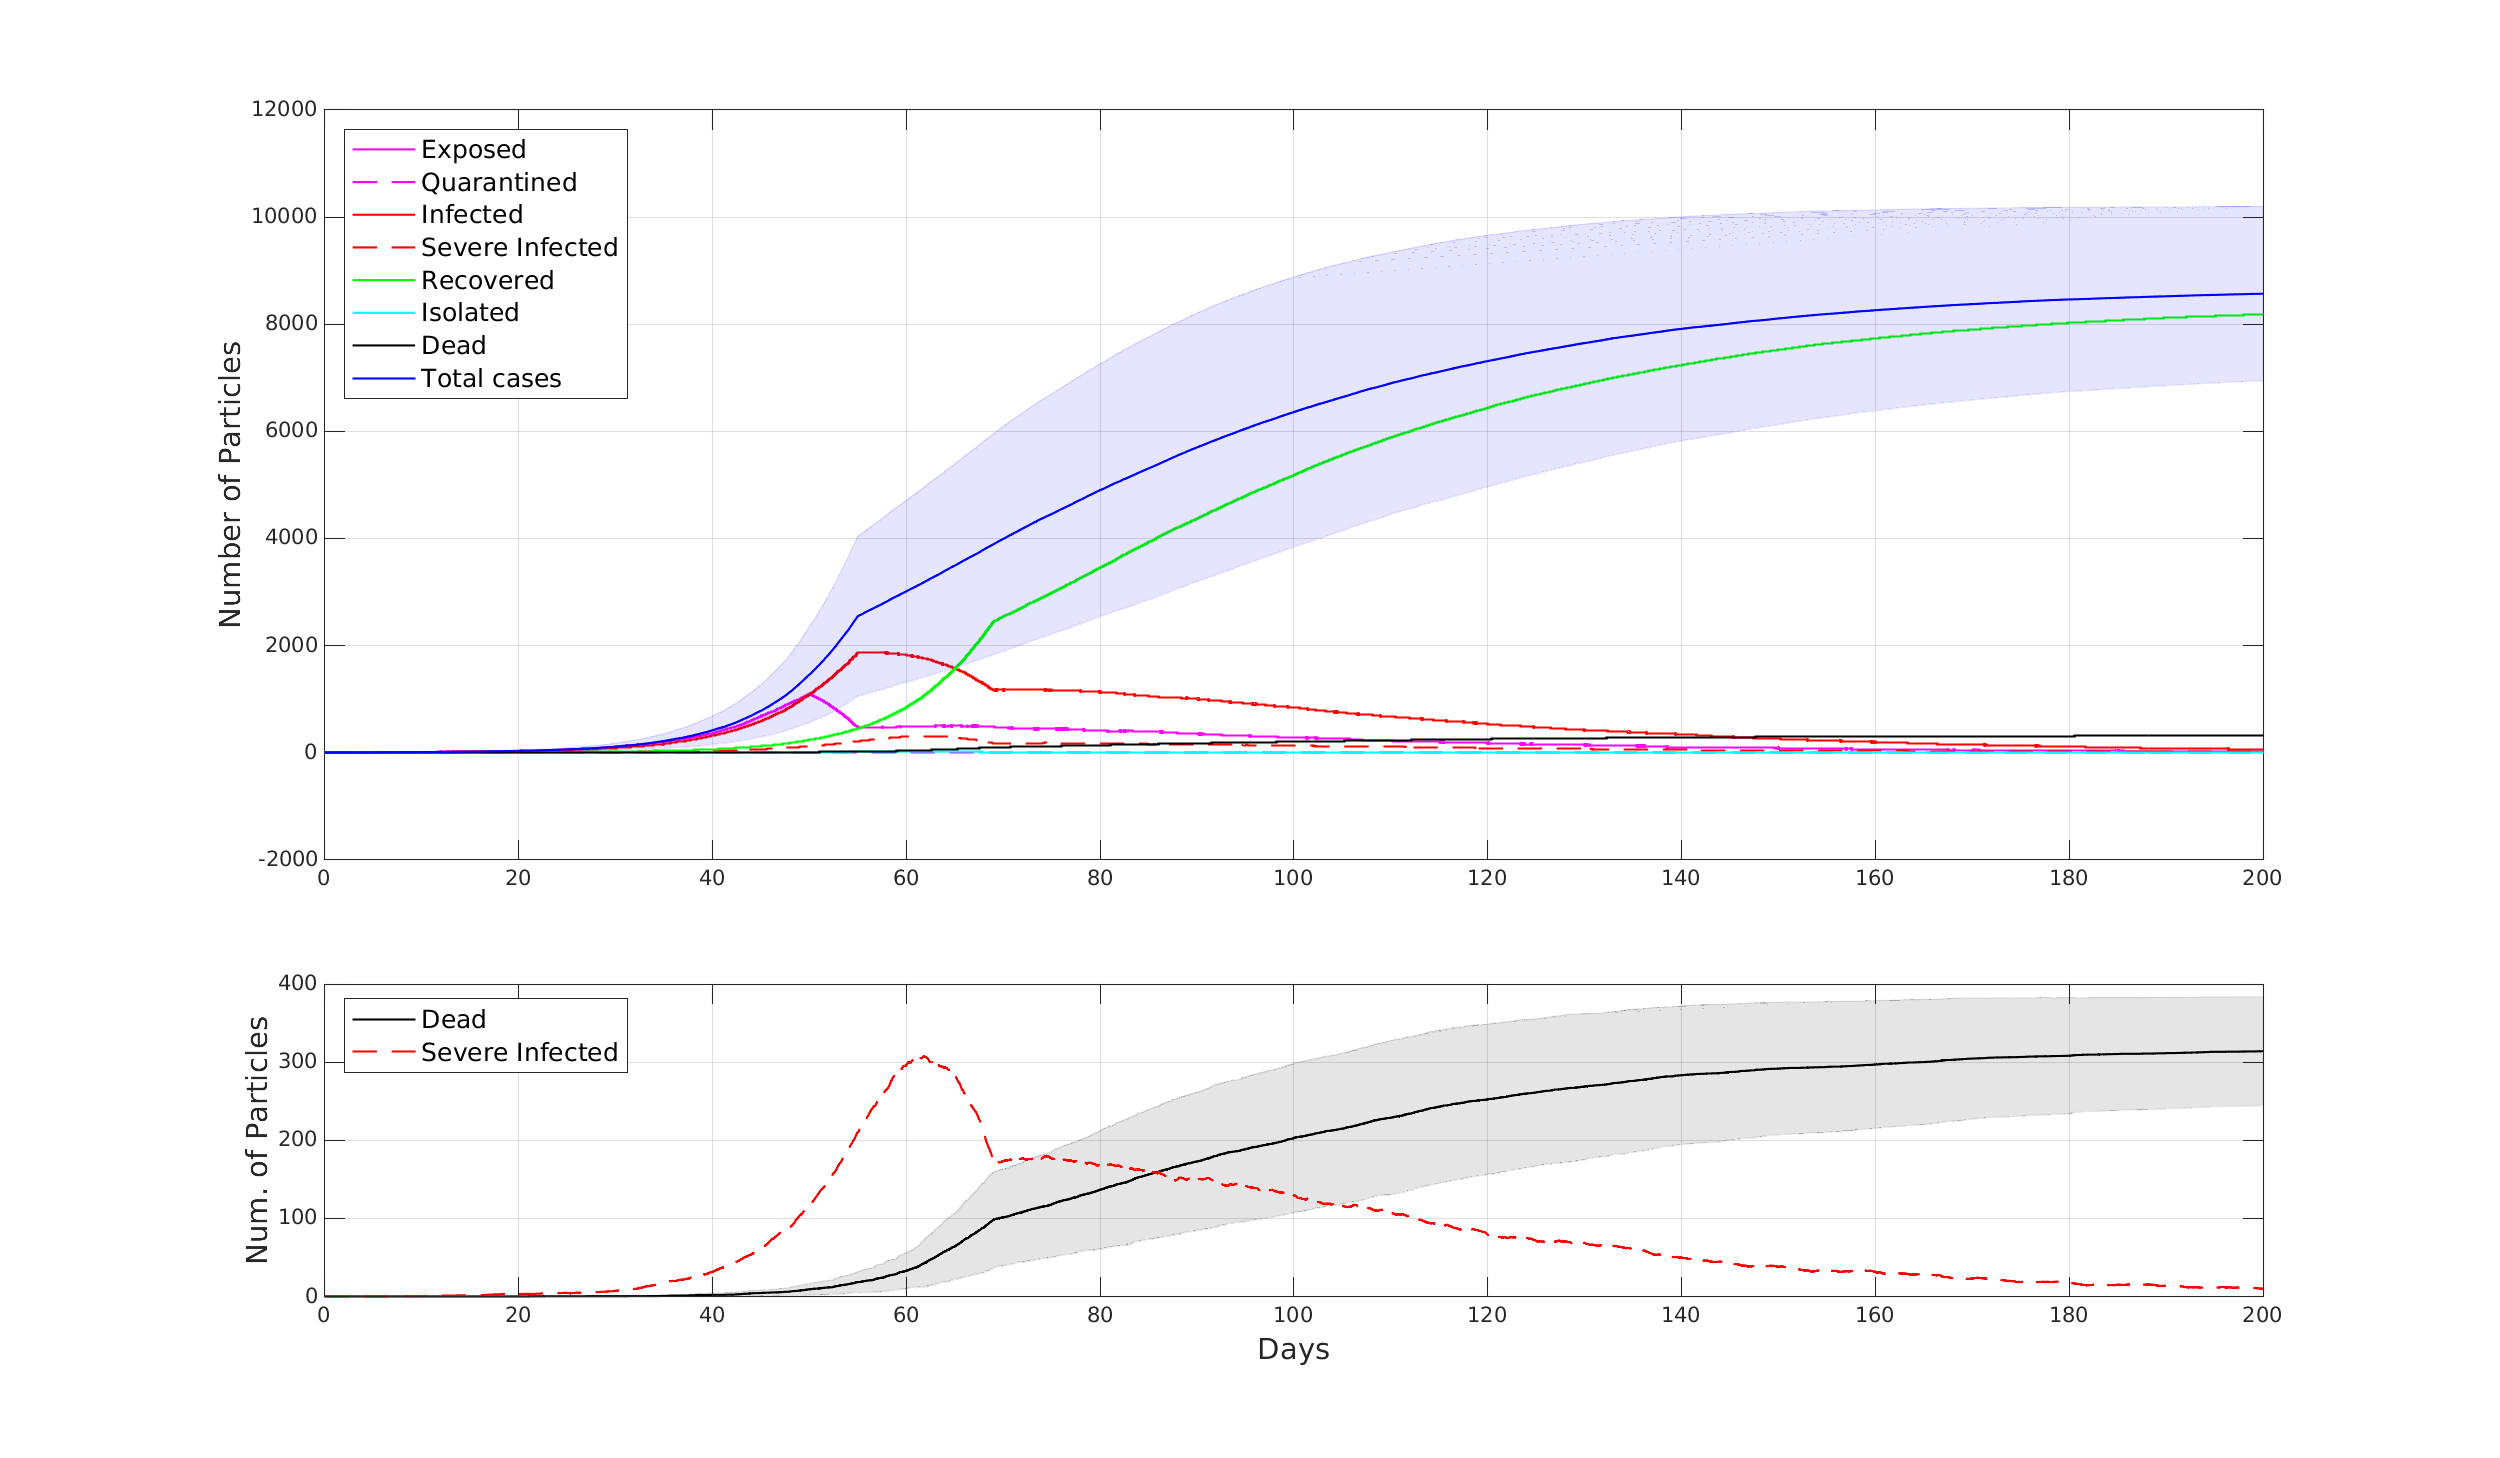 12000
10000
8000
6000
4000
2000
0
-2000
Number of Particles
Exposed
Quarantined
Infected
Severe Infected
Recovered
Isolated
Dead
Total cases
0 20 40 60 80 100 120 140 160 180 200
400
300
200
100
0
Num. of Particles
Dead
Severe Infected
0 20 40 60 80 100 120 140 160 180 200
Days